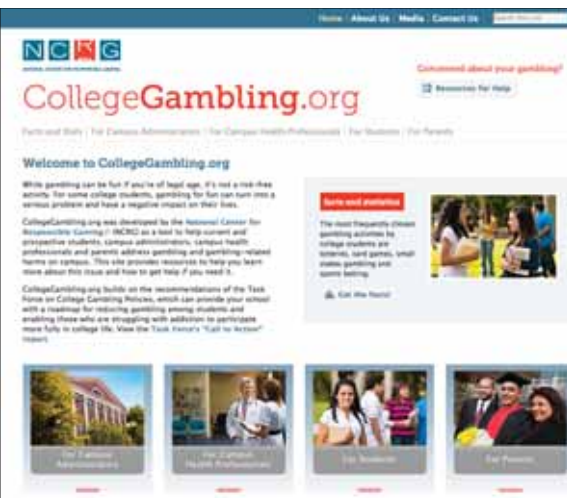 Home About Us Media Contact Us
NCRG
NATIONAL CENTER FOR RESPONSIBLE GAMING
Concerned about your gambling?
Resources for Help
CollegeGambling.org
Facts and Stats For Campus Administrators For Campus Health Professionals For Students For Parents
Welcome to CollegeGambling.org
While gambling can be fun if you're of legal age, it's not a risk-free
activity. For some college students, gambling for fun can turn into a
serious problem and have a negative impact on their lives.
CollegeGambling.org was developed by the National Center for
Responsible Gaming (NCRG) as a tool to help current and
prospective students, campus administrators, campus health
professionals and parents address gambling and gambling-related
harms on campus. This site provides resources to help you learn
more about this issue and how to get help if you need it.
CollegeGambling.org builds on the recommendations of the Task
Force on College Gambling Policies, which can provide your school
with a roadmap for reducing gambling among students and
enabling those who are struggling with addiction to participate
more fully in college life. View the Task Force's "Call to Action"
report.
Facts and statistics
The most frequently chosen
gambling activities by
college students are
lotteries, card games, small
stakes gambling and
sports betting.
Get the facts!
For Campus
Administrators
For Campus
Health Professionals
For Students
For Parents